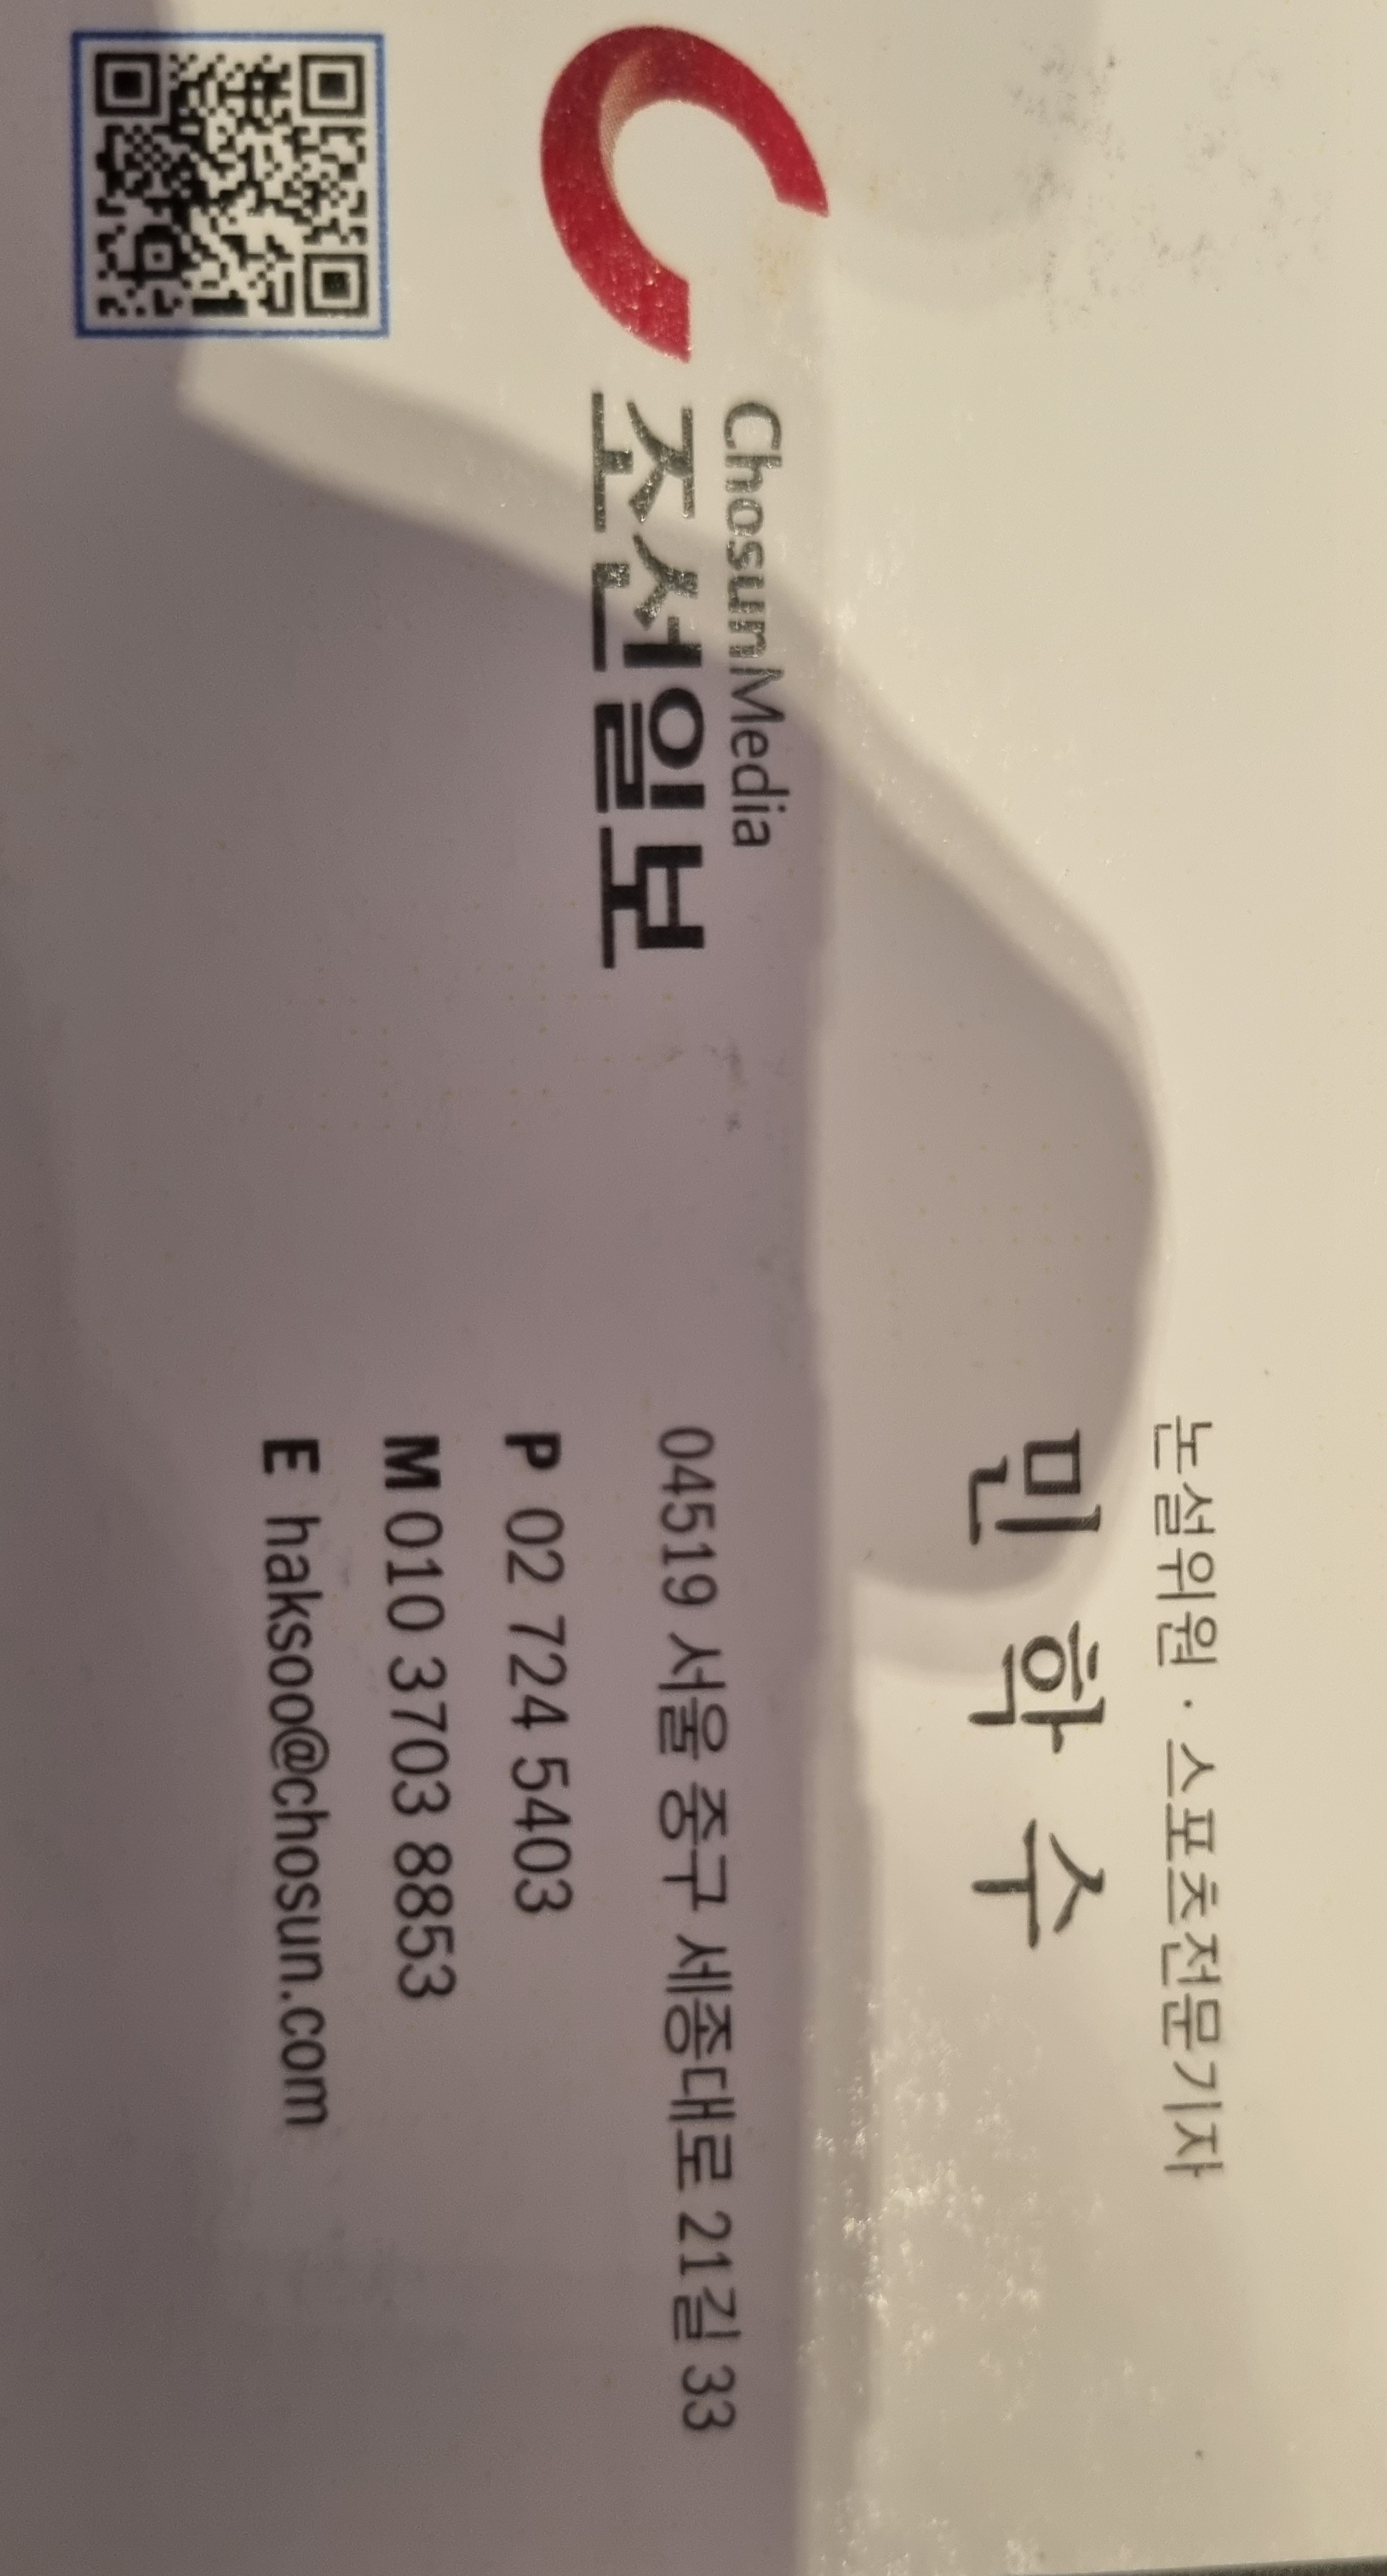 논설위원 · 스포츠전문기자
민 학 수
ChosunMedia
조선일보
04519 서울 중구 세종대로 21길 33
P 02 724 5403
M 010 3703 8853
E haksoo@chosun.com